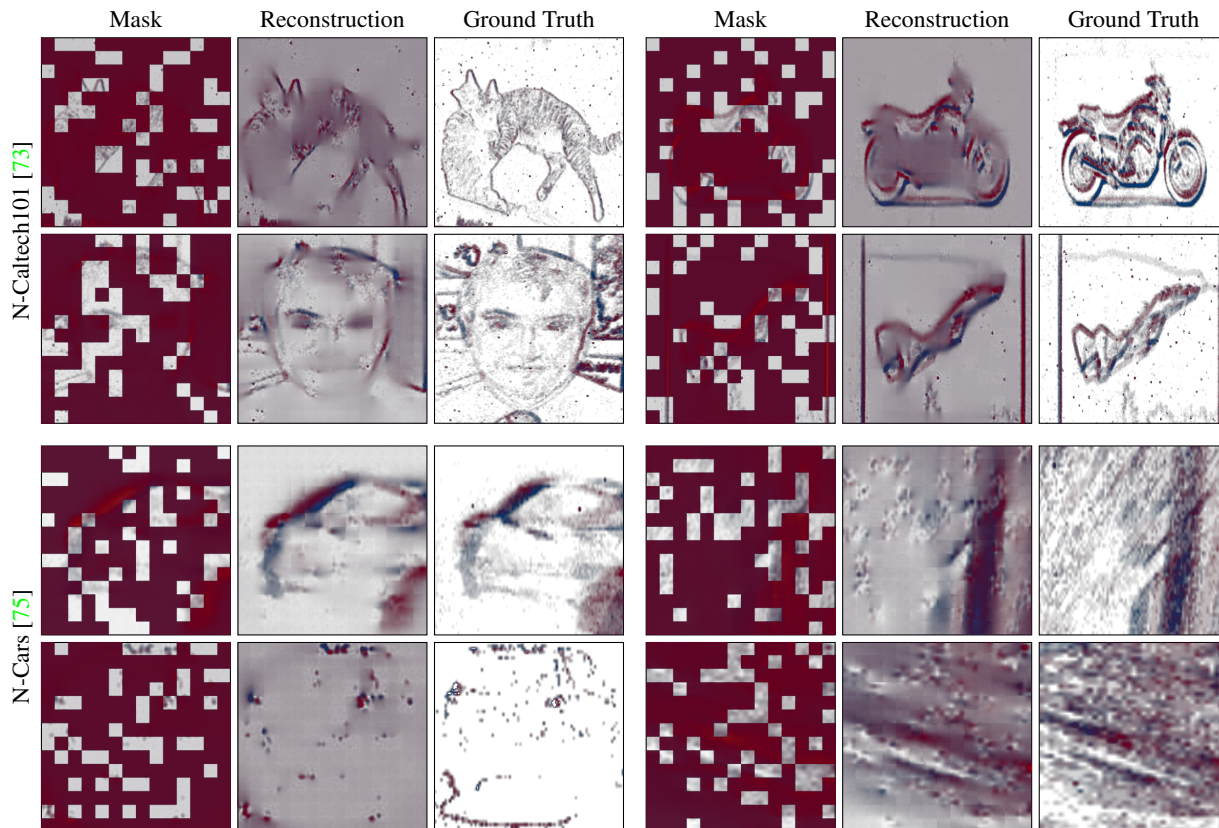 Mask Reconstruction Ground Truth Mask Reconstruction Ground Truth
N-Caltech101 [73]
N-Cars [75]